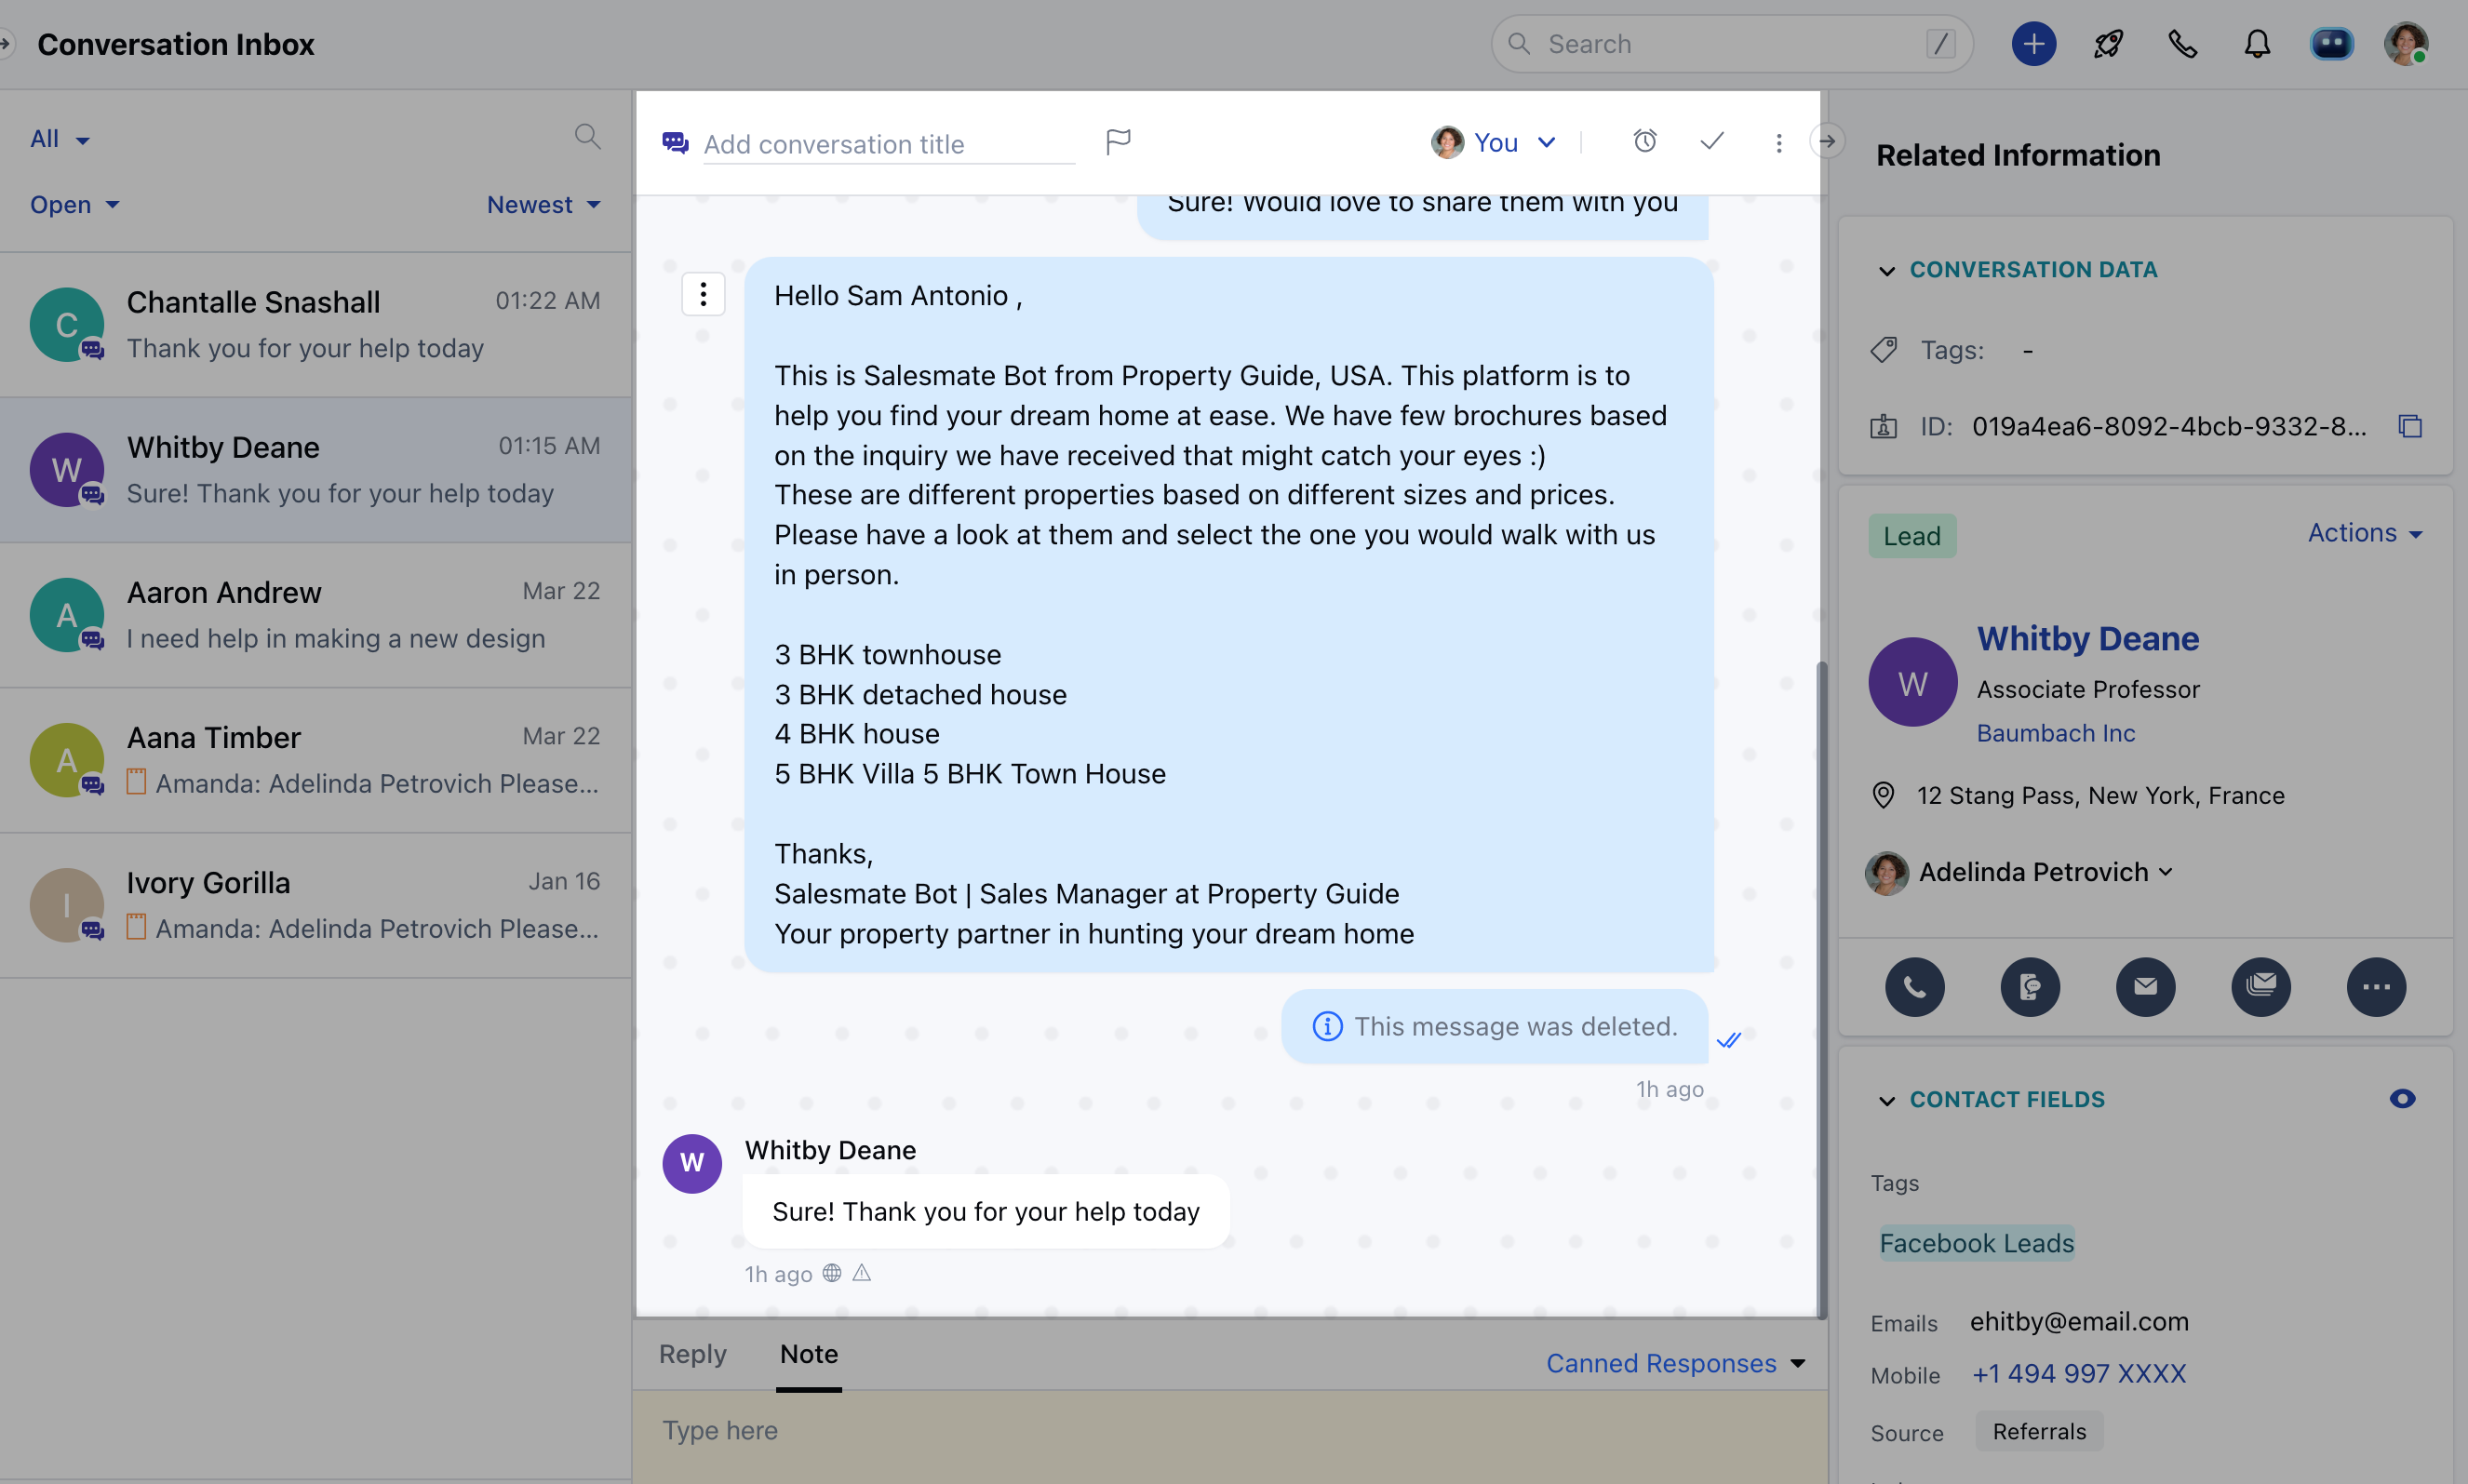 Conversation Inbox
Search
/
All
Open
Newest
C
Chantalle Snashall
01:22 AM
Thank you for your help today
W
Whitby Deane
01:15 AM
Sure! Thank you for your help today
A
Aaron Andrew
Mar 22
I need help in making a new design
A
Aana Timber
Mar 22
Amanda: Adelinda Petrovich Please...
I
Ivory Gorilla
Jan 16
Amanda: Adelinda Petrovich Please...
Add conversation title
You
Sure! Would love to share them with you
Hello Sam Antonio ,
This is Salesmate Bot from Property Guide, USA. This platform is to
help you find your dream home at ease. We have few brochures based
on the inquiry we have received that might catch your eyes :)
These are different properties based on different sizes and prices.
Please have a look at them and select the one you would walk with us
in person.
3 BHK townhouse
3 BHK detached house
4 BHK house
5 BHK Villa 5 BHK Town House
Thanks,
Salesmate Bot | Sales Manager at Property Guide
Your property partner in hunting your dream home
This message was deleted.
1h ago
W
Whitby Deane
Sure! Thank you for your help today
1h ago
Reply
Note
Canned Responses
Type here
Related Information
CONVERSATION DATA
Tags: -
ID: 019a4ea6-8092-4bcb-9332-8...
Lead
Actions
W
Whitby Deane
Associate Professor
Baumbach Inc
12 Stang Pass, New York, France
Adelinda Petrovich
CONTACT FIELDS
Tags
Facebook Leads
Emails ehitby@email.com
Mobile +1 494 997 XXXX
Source Referrals